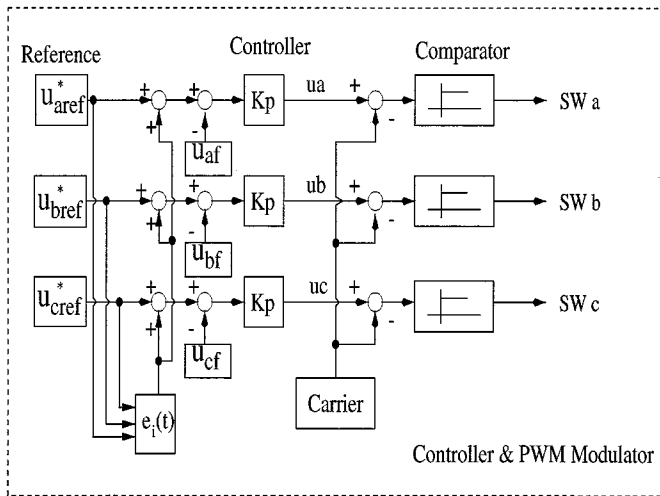 Reference
Controller
Comparator
u*aref
+
+
+
-
Kp
ua
+
-
SW a
uaf
u*bref
+
+
+
-
Kp
ub
+
-
SW b
ubf
u*cref
+
+
+
-
Kp
uc
+
-
SW c
ucf
ei(t)
Carrier
Controller & PWM Modulator